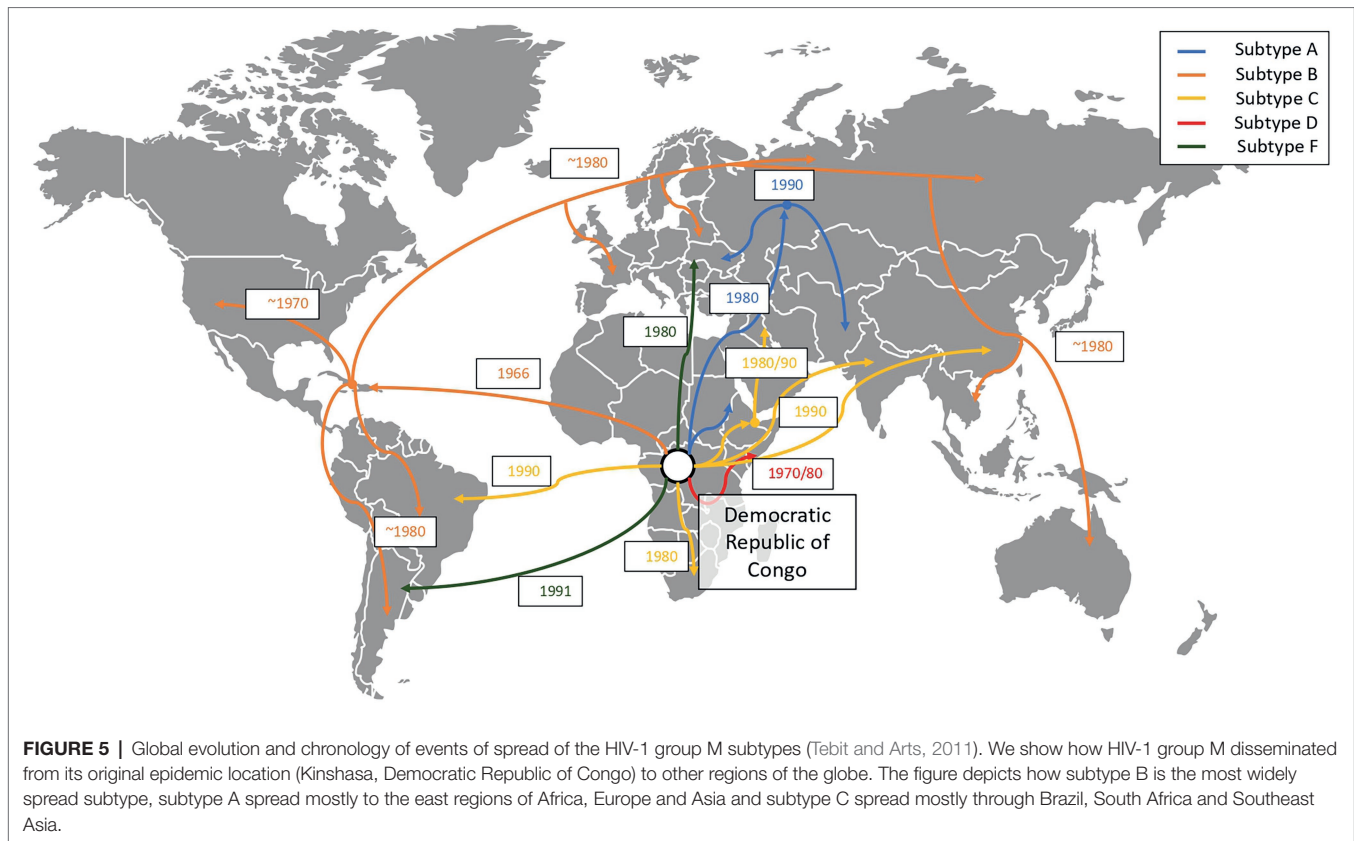 Subtype A
Subtype B
Subtype C
Subtype D
Subtype F
~1980
1990
~1970
1980
1980
~1980
1966
1980/90
1990
1990
1970/80
~1980
1980
1991
Democratic
Republic of
Congo
FIGURE 5 | Global evolution and chronology of events of spread of the HIV-1 group M subtypes (Tebit and Arts, 2011). We show how HIV-1 group M disseminated
from its original epidemic location (Kinshasa, Democratic Republic of Congo) to other regions of the globe. The figure depicts how subtype B is the most widely
spread subtype, subtype A spread mostly to the east regions of Africa, Europe and Asia and subtype C spread mostly through Brazil, South Africa and Southeast
Asia.